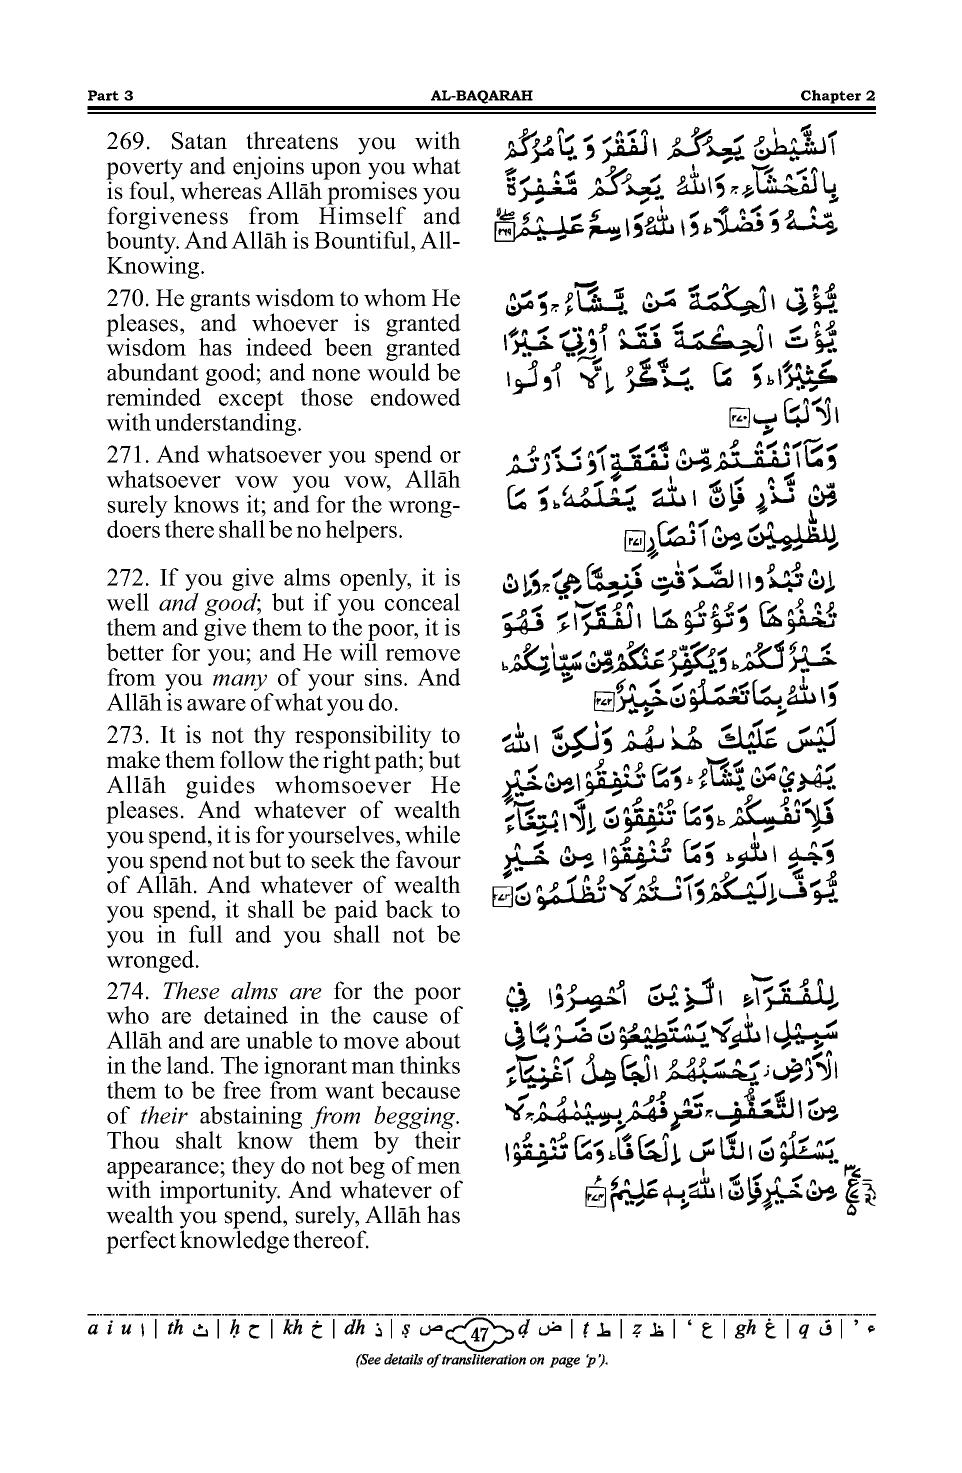 Part 3 AL-BAQARAH Chapter 2
269. Satan threatens you with
poverty and enjoins upon you what
is foul, whereas Allāh promises you
forgiveness from Himself and
bounty. And Allāh is Bountiful, All-
Knowing.
اَلشَّيْطٰنُ يَعِدُكُمُ الْفَقْرَ وَ يَاْمُرُكُمْ
بِالْفَحْشَآءِ ۚ وَ اللّٰهُ يَعِدُكُمْ مَّغْفِرَةً
مِّنْهُ وَ فَضْلًا ؕ وَ اللّٰهُ وَاسِعٌ عَلِيْمٌ ۖۙ ﴿۲۶۹﴾
270. He grants wisdom to whom He
pleases, and whoever is granted
wisdom has indeed been granted
abundant good; and none would be
reminded except those endowed
with understanding.
يُّؤْتِي الْحِكْمَةَ مَنْ يَّشَآءُ ۚ وَ مَنْ
يُّؤْتَ الْحِكْمَةَ فَقَدْ اُوْتِيَ خَيْرًا
كَثِيْرًا ؕ وَ مَا يَذَّكَّرُ اِلَّاۤ اُولُوا
الْاَلْبَابِ ﴿۲۷۰﴾
271. And whatsoever you spend or
whatsoever vow you vow, Allāh
surely knows it; and for the wrong-
doers there shall be no helpers.
وَ مَاۤ اَنْفَقْتُمْ مِّنْ نَّفَقَةٍ اَوْ نَذَرْتُمْ
مِّنْ نَّذْرٍ فَاِنَّ اللّٰهَ يَعْلَمُهٗ ؕ وَ مَا
لِلظّٰلِمِيْنَ مِنْ اَنْصَارٍ ﴿۲۷۱﴾
272. If you give alms openly, it is
well and good; but if you conceal
them and give them to the poor, it is
better for you; and He will remove
from you many of your sins. And
Allāh is aware of what you do.
اِنْ تُبْدُوا الصَّدَقٰتِ فَنِعِمَّا هِيَ ۚ وَ اِنْ
تُخْفُوْهَا وَ تُؤْتُوْهَا الْفُقَرَآءَ فَهُوَ
خَيْرٌ لَّكُمْ ؕ وَ يُكَفِّرُ عَنْكُمْ مِّنْ سَيِّاٰتِكُمْ ؕ
وَ اللّٰهُ بِمَا تَعْمَلُوْنَ خَبِيْرٌ ﴿۲۷۲﴾
273. It is not thy responsibility to
make them follow the right path; but
Allāh guides whomsoever He
pleases. And whatever of wealth
you spend, it is for yourselves, while
you spend not but to seek the favour
of Allāh. And whatever of wealth
you spend, it shall be paid back to
you in full and you shall not be
wronged.
لَيْسَ عَلَيْكَ هُدٰىهُمْ وَ لٰكِنَّ اللّٰهَ
يَهْدِيْ مَنْ يَّشَآءُ ؕ وَ مَا تُنْفِقُوْا مِنْ خَيْرٍ
فَلِاَنْفُسِكُمْ ؕ وَ مَا تُنْفِقُوْنَ اِلَّا ابْتِغَآءَ
وَجْهِ اللّٰهِ ؕ وَ مَا تُنْفِقُوْا مِنْ خَيْرٍ
يُّوَفَّ اِلَيْكُمْ وَ اَنْتُمْ لَا تُظْلَمُوْنَ ﴿۲۷۳﴾
274. These alms are for the poor
who are detained in the cause of
Allāh and are unable to move about
in the land. The ignorant man thinks
them to be free from want because
of their abstaining from begging.
Thou shalt know them by their
appearance; they do not beg of men
with importunity. And whatever of
wealth you spend, surely, Allāh has
perfect knowledge thereof.
لِلْفُقَرَآءِ الَّذِيْنَ اُحْصِرُوْا فِيْ
سَبِيْلِ اللّٰهِ لَا يَسْتَطِيْعُوْنَ ضَرْبًا فِي
الْاَرْضِ ؗ يَحْسَبُهُمُ الْجَاهِلُ اَغْنِيَآءَ
مِنَ التَّعَفُّفِ ۚ تَعْرِفُهُمْ بِسِيْمٰهُمْ ۚ لَا
يَسْـَٔلُوْنَ النَّاسَ اِلْحَافًا ؕ وَ مَا تُنْفِقُوْا
مِنْ خَيْرٍ فَاِنَّ اللّٰهَ بِهٖ عَلِيْمٌ ﴿۲۷۴﴾
a i u ا | th ث | ḥ ح | kh خ | dh ذ | ṣ ص 47 ḍ ض | ṭ ط | ẓ ظ | ‘ ع | gh غ | q ق | ’ ء
(See details of transliteration on page ‘p’).